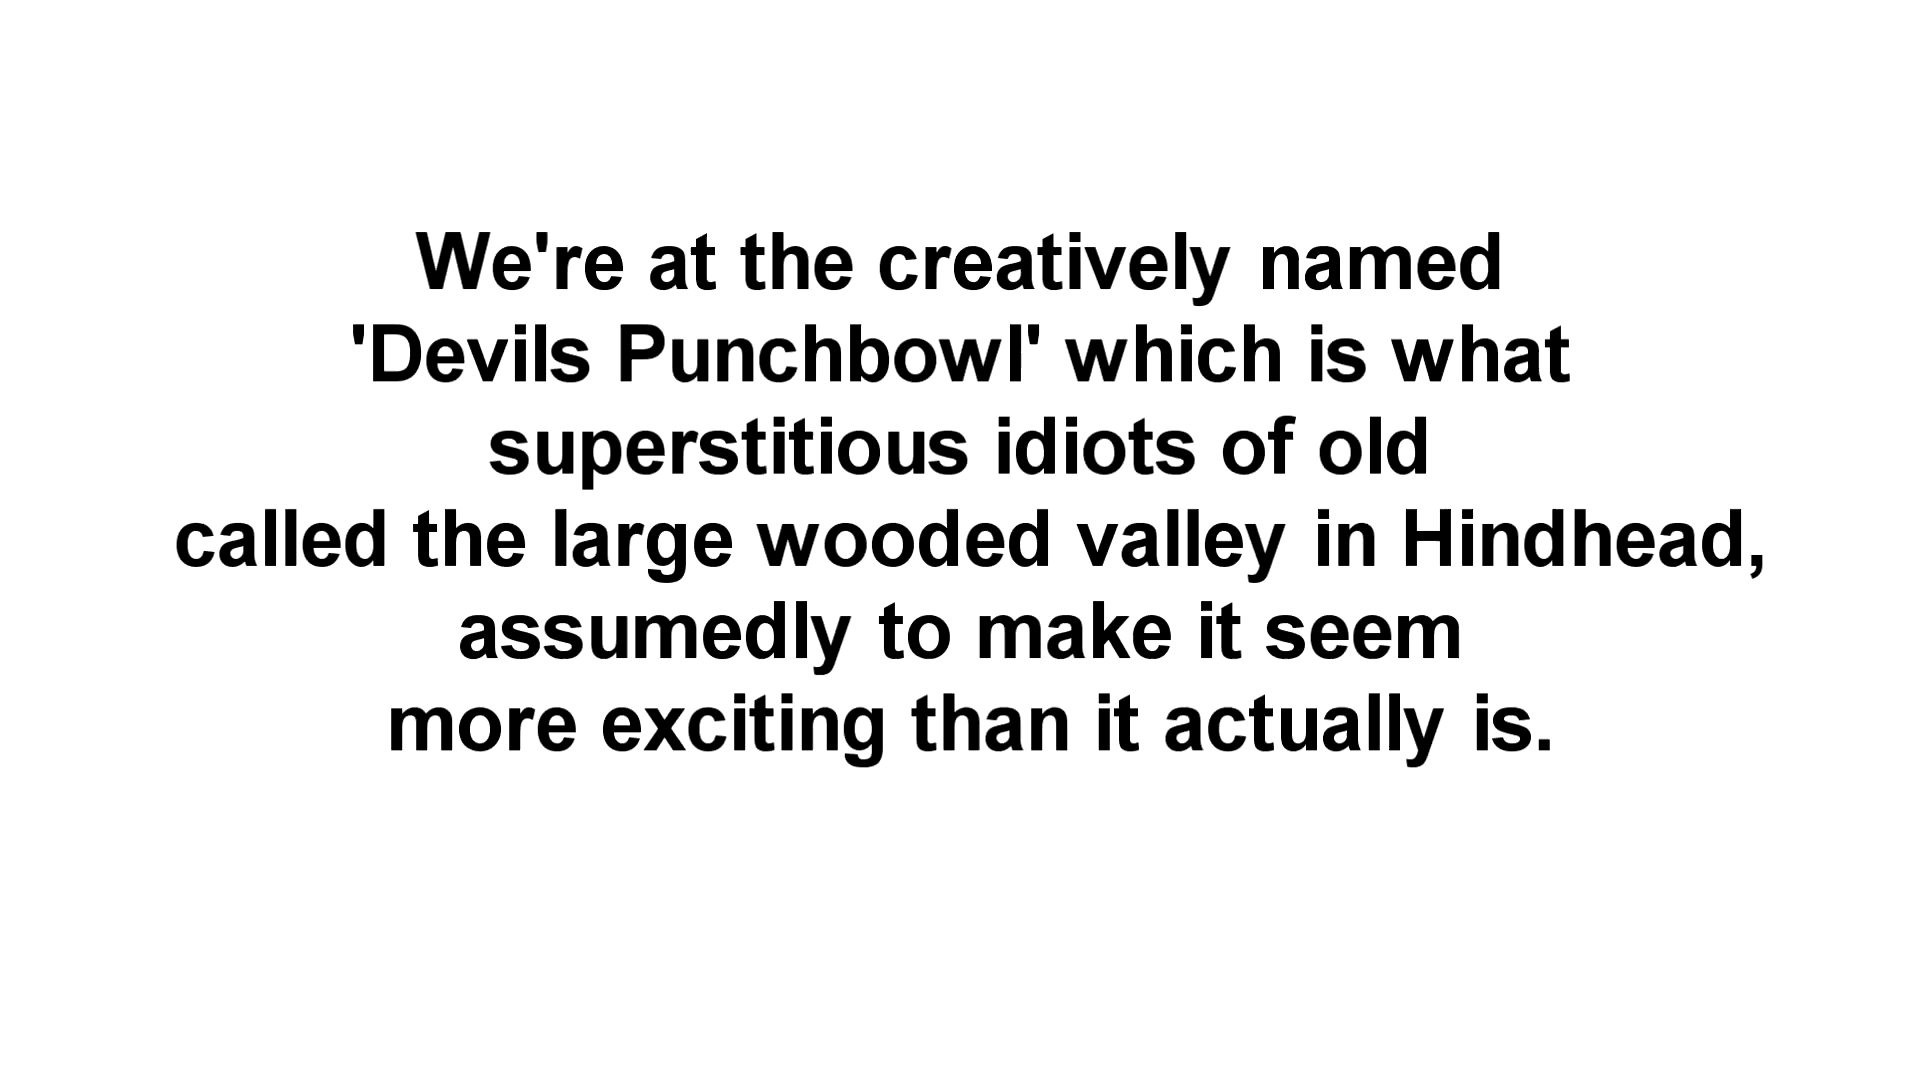 We're at the creatively named
'Devils Punchbowl' which is what
superstitious idiots of old
called the large wooded valley in Hindhead,
assumedly to make it seem
more exciting than it actually is.